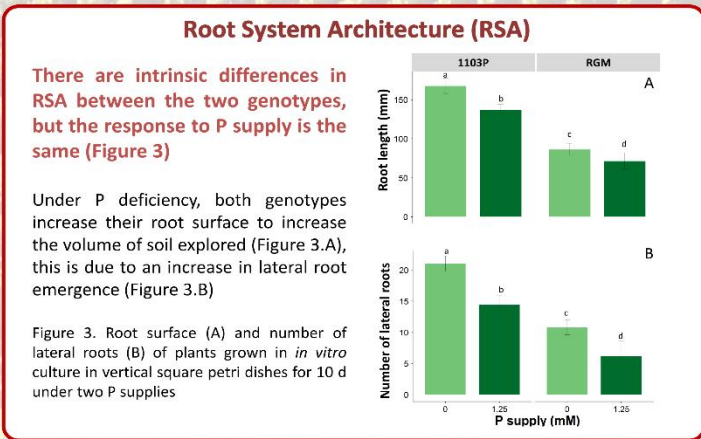 Root System Architecture (RSA)
There are intrinsic differences in
RSA between the two genotypes,
but the response to P supply is the
same (Figure 3)
Under P deficiency, both genotypes
increase their root surface to increase
the volume of soil explored (Figure 3.A),
this is due to an increase in lateral root
emergence (Figure 3.B)
Figure 3. Root surface (A) and number of
lateral roots (B) of plants grown in in vitro
culture in vertical square petri dishes for 10 d
under two P supplies
1103P RGM
A
Root length (mm)
150
100
50
0
a
b
c
d
B
Number of lateral roots
20
15
10
5
0
a
b
c
d
0 1.25 0 1.25
P supply (mM)